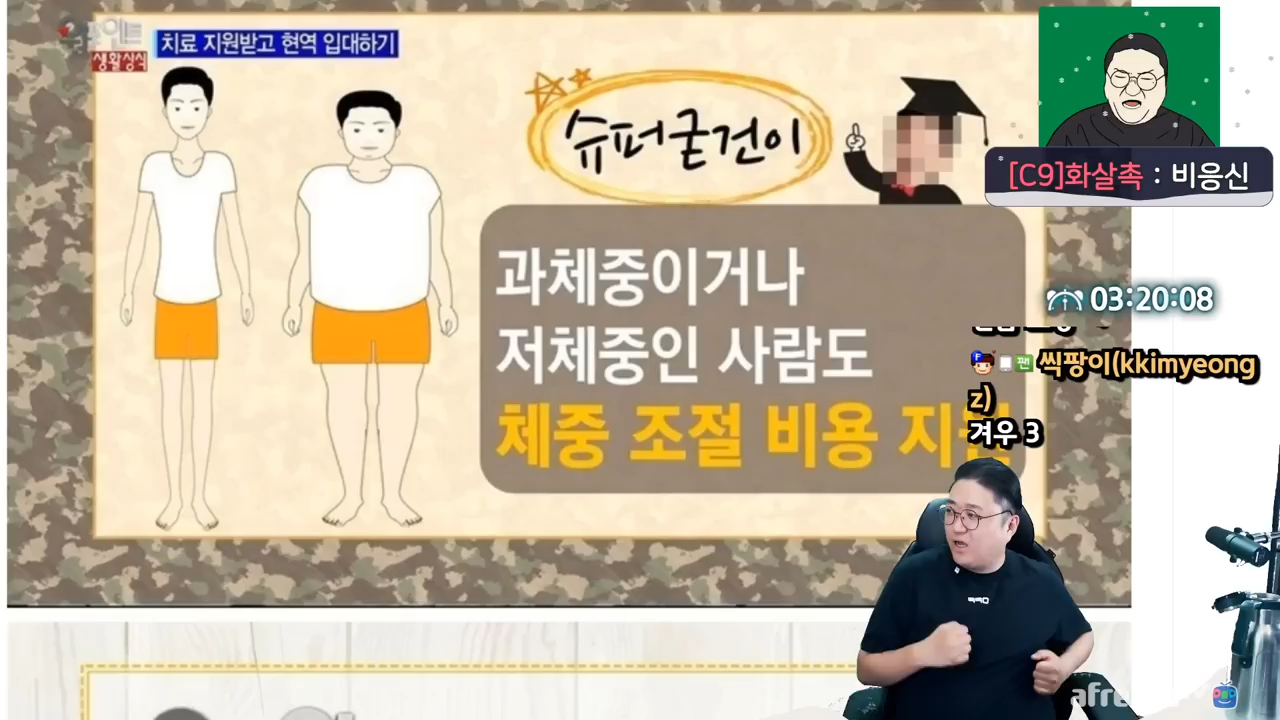 생활상식
치료 지원받고 현역 입대하기
슈퍼굳건이
과체중이거나
저체중인 사람도
체중 조절 비용 지원
[C9]화살촉 : 비응신
03:20:08
F
팬 씩팡이(kkimyeong
z)
겨우 3